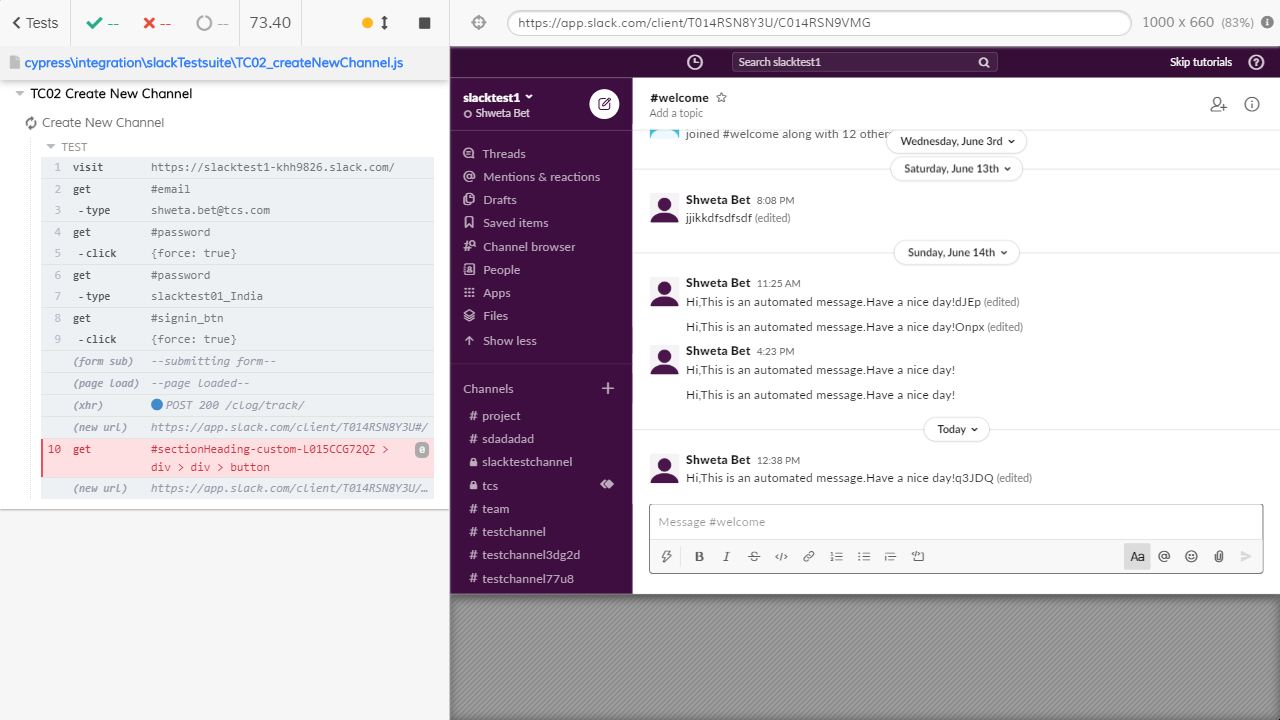 Tests
--
--
--
73.40
https://app.slack.com/client/T014RSN8Y3U/C014RSN9VMG
1000 x 660 (83%)
cypress\integration\slackTestsuite\TC02_createNewChannel.js
TC02 Create New Channel
Create New Channel
TEST
1 visit https://slacktest1-khh9826.slack.com/
2 get #email
3 -type shweta.bet@tcs.com
4 get #password
5 -click {force: true}
6 get #password
7 -type slacktest01_India
8 get #signin_btn
9 -click {force: true}
(form sub) --submitting form--
(page load) --page loaded--
(xhr) POST 200 /clog/track/
(new url) https://app.slack.com/client/T014RSN8Y3U#/
10 get #sectionHeading-custom-L015CCG72QZ > 0
div > div > button
(new url) https://app.slack.com/client/T014RSN8Y3U/…
Search slacktest1
Skip tutorials
slacktest1
Shweta Bet
Threads
Mentions & reactions
Drafts
Saved items
Channel browser
People
Apps
Files
Show less
Channels +
# project
# sdadadad
slacktestchannel
tcs
# team
# testchannel
# testchannel3dg2d
# testchannel77u8
#welcome
Add a topic
joined #welcome along with 12 other
Wednesday, June 3rd
Saturday, June 13th
Shweta Bet 8:08 PM
jjikkdfsdfsdf (edited)
Sunday, June 14th
Shweta Bet 11:25 AM
Hi,This is an automated message.Have a nice day!dJEp (edited)
Hi,This is an automated message.Have a nice day!Onpx (edited)
Shweta Bet 4:23 PM
Hi,This is an automated message.Have a nice day!
Hi,This is an automated message.Have a nice day!
Today
Shweta Bet 12:38 PM
Hi,This is an automated message.Have a nice day!q3JDQ (edited)
Message #welcome
B I S </> Aa @